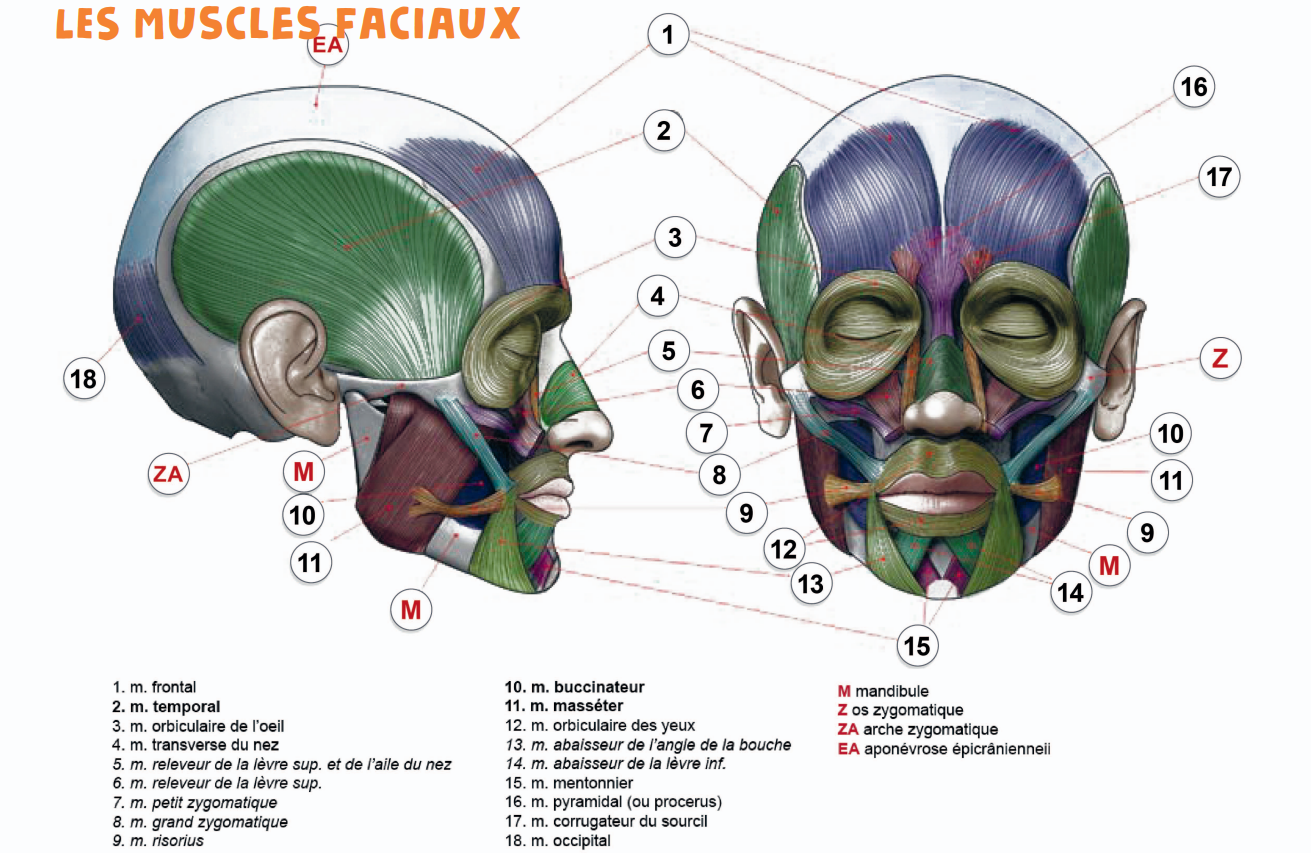 LES MUSCLES FACIAUX
EA
1
16
2
17
3
4
5
Z
18
6
7
10
ZA
M
8
11
10
9
9
12
11
M
13
14
M
15
1. m. frontal
2. m. temporal
3. m. orbiculaire de l'oeil
4. m. transverse du nez
5. m. releveur de la lèvre sup. et de l'aile du nez
6. m. releveur de la lèvre sup.
7. m. petit zygomatique
8. m. grand zygomatique
9. m. risorius
10. m. buccinateur
11. m. masséter
12. m. orbiculaire des yeux
13. m. abaisseur de l'angle de la bouche
14. m. abaisseur de la lèvre inf.
15. m. mentonnier
16. m. pyramidal (ou procerus)
17. m. corrugateur du sourcil
18. m. occipital
M mandibule
Z os zygomatique
ZA arche zygomatique
EA aponévrose épicrânienneii